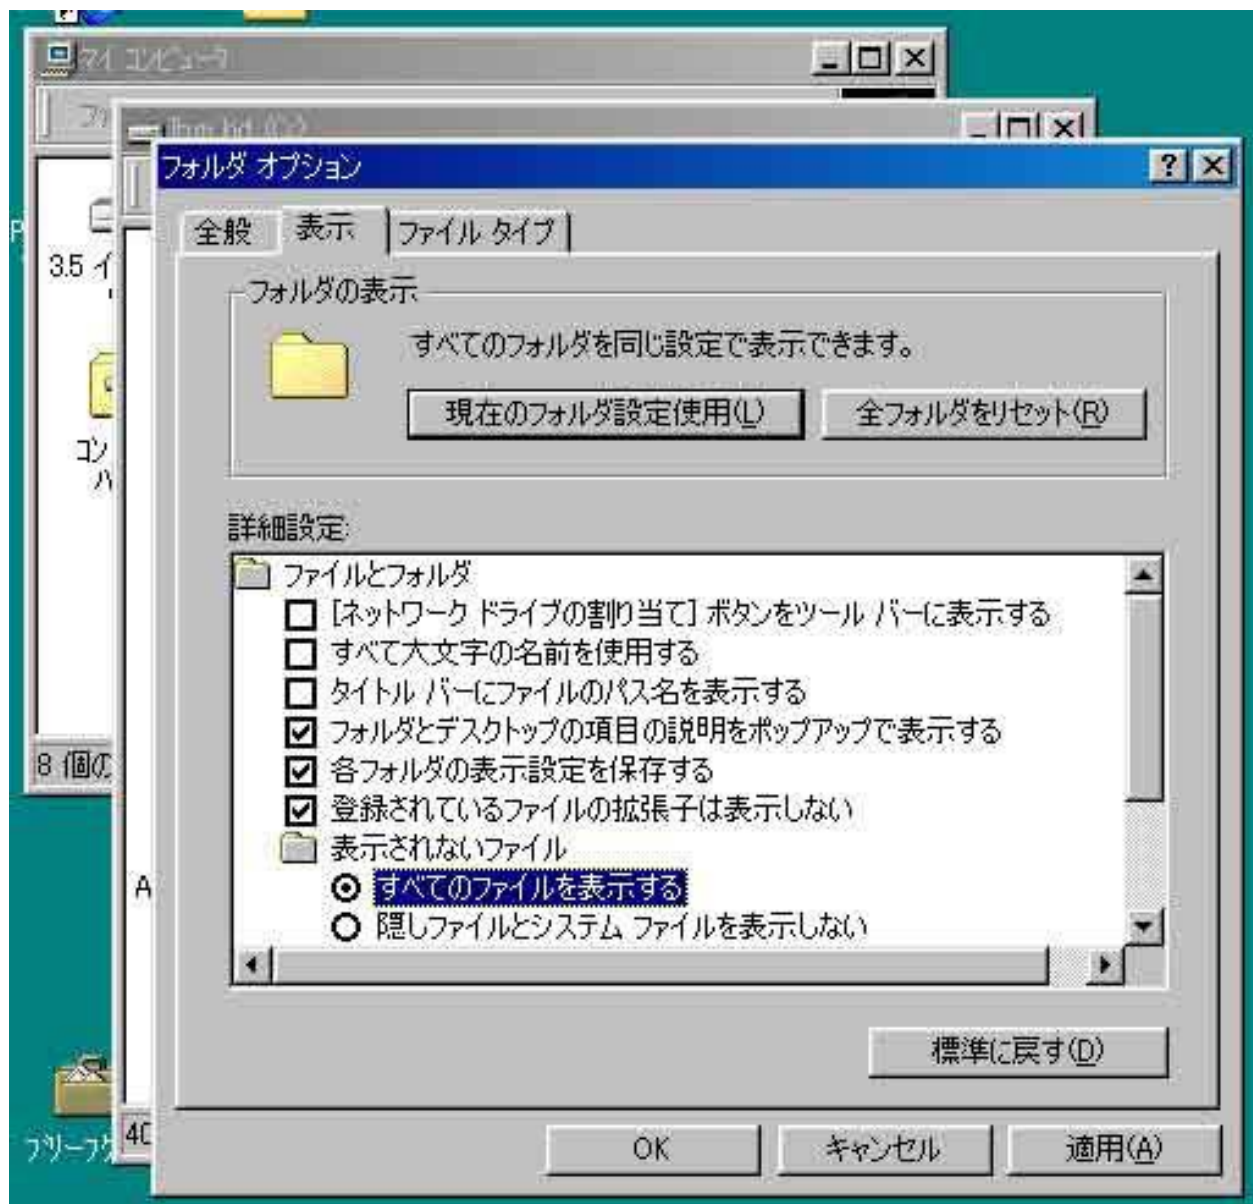 マイ コンピュータ
フォルダ オプション
全般
表示
ファイル タイプ
3.5 イ
フォルダの表示
すべてのフォルダを同じ設定で表示できます。
現在のフォルダ設定使用(L)
全フォルダをリセット(R)
コン
ハ
詳細設定:
ファイルとフォルダ
[ネットワーク ドライブの割り当て] ボタンをツール バーに表示する
すべて大文字の名前を使用する
タイトル バーにファイルのパス名を表示する
フォルダとデスクトップの項目の説明をポップアップで表示する
8 個の
各フォルダの表示設定を保存する
登録されているファイルの拡張子は表示しない
表示されないファイル
A
すべてのファイルを表示する
隠しファイルとシステム ファイルを表示しない
標準に戻す(D)
OK
キャンセル
適用(A)